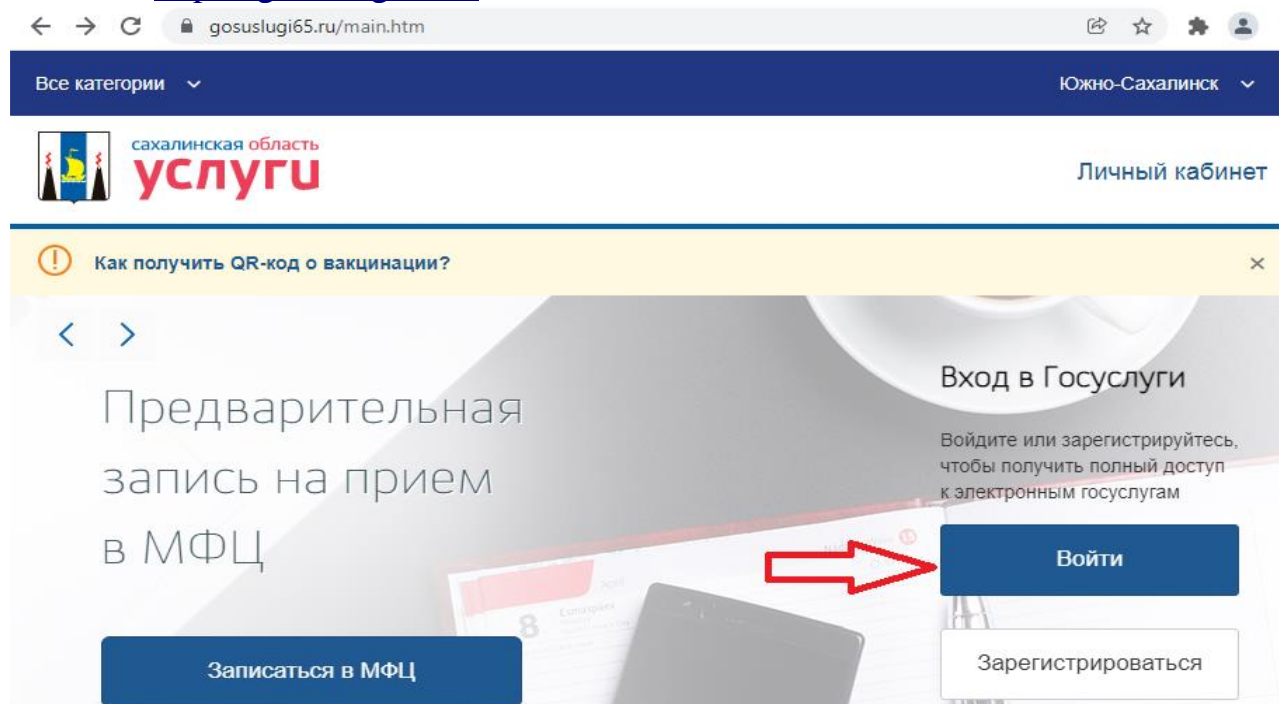 gosuslugi65.ru/main.htm
Все категории
Южно-Сахалинск
сахалинская область
услуги
Личный кабинет
Как получить QR-код о вакцинации?
Предварительная
запись на прием
в МФЦ
Записаться в МФЦ
Вход в Госуслуги
Войдите или зарегистрируйтесь,
чтобы получить полный доступ
к электронным госуслугам
Войти
Зарегистрироваться
8